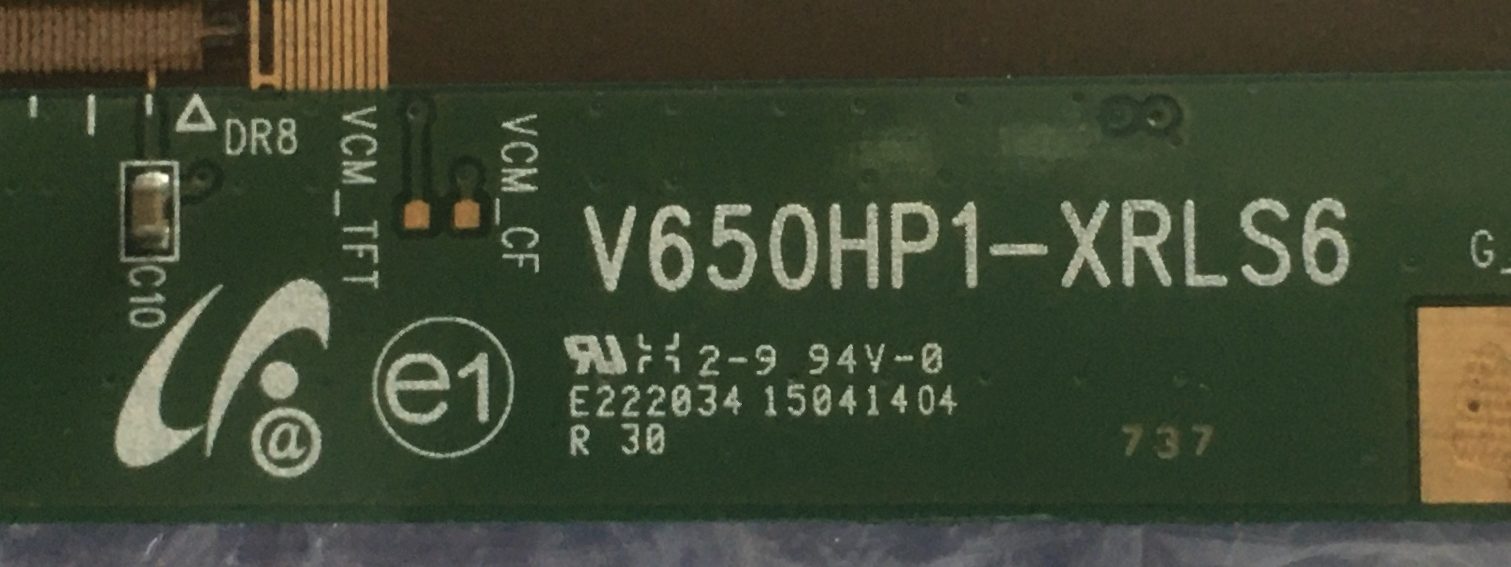 DR8
VCM_TFT
VCM_CF
C10
V650HP1-XRLS6
G_
e1
@
2-9 94V-0
E222034 15041404
R 30
737